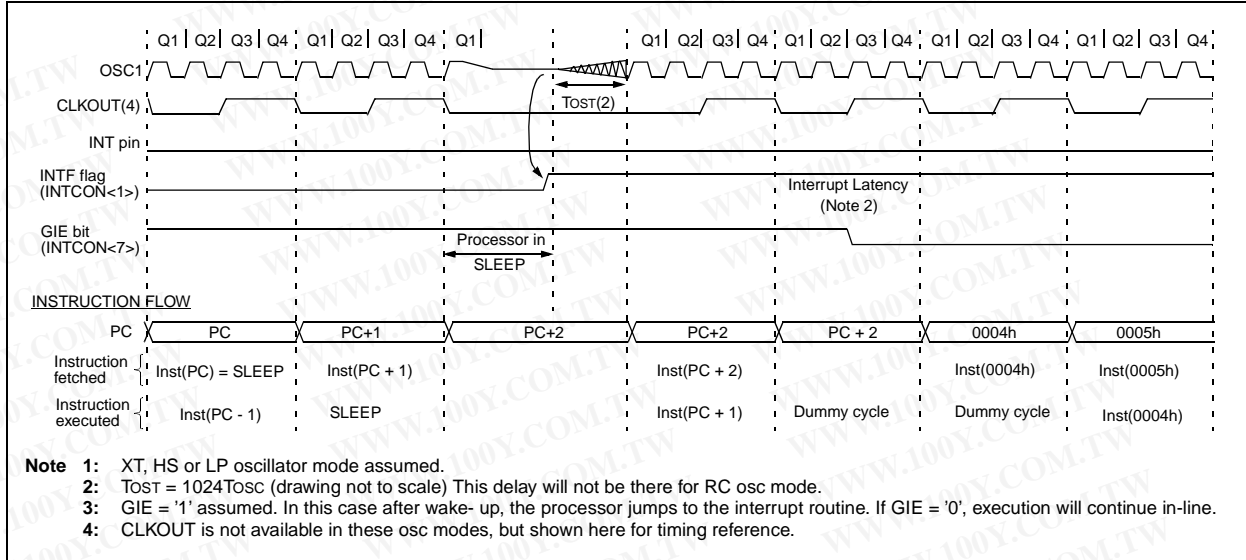 Q1 Q2 Q3 Q4 Q1 Q2 Q3 Q4 Q1 Q1 Q2 Q3 Q4 Q1 Q2 Q3 Q4 Q1 Q2 Q3 Q4 Q1 Q2 Q3 Q4
OSC1
TOST(2)
CLKOUT(4)
INT pin
INTF flag
(INTCON<1>)
Interrupt Latency
(Note 2)
GIE bit
(INTCON<7>)
Processor in
SLEEP
INSTRUCTION FLOW
PC PC PC+1 PC+2 PC+2 PC + 2 0004h 0005h
Instruction
fetched
Inst(PC) = SLEEP Inst(PC + 1) Inst(PC + 2) Inst(0004h) Inst(0005h)
Instruction
executed
Inst(PC - 1) SLEEP Inst(PC + 1) Dummy cycle Dummy cycle Inst(0004h)
Note 1: XT, HS or LP oscillator mode assumed.
2: TOST = 1024TOSC (drawing not to scale) This delay will not be there for RC osc mode.
3: GIE = '1' assumed. In this case after wake- up, the processor jumps to the interrupt routine. If GIE = '0', execution will continue in-line.
4: CLKOUT is not available in these osc modes, but shown here for timing reference.
WWW.100Y.COM.TW